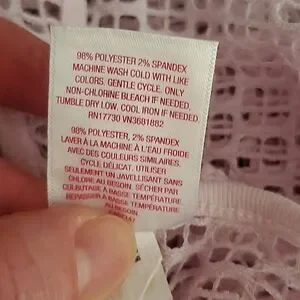 98% POLYESTER 2% SPANDEX
MACHINE WASH COLD WITH LIKE
COLORS. GENTLE CYCLE. ONLY
NON-CHLORINE BLEACH IF NEEDED.
TUMBLE DRY LOW. COOL IRON IF NEEDED.
RN17730 VN36B1882
98% POLYESTER, 2% SPANDEX
LAVER À LA MACHINE À L'EAU FROIDE
AVEC DES COULEURS SIMILAIRES.
CYCLE DÉLICAT. UTILISER
SEULEMENT UN JAVELLISANT SANS
CHLORE AU BESOIN. SÉCHER PAR
CULBUTAGE À BASSE TEMPÉRATURE
REPASSER À BASSE TEMPÉRATURE
AU BESOIN